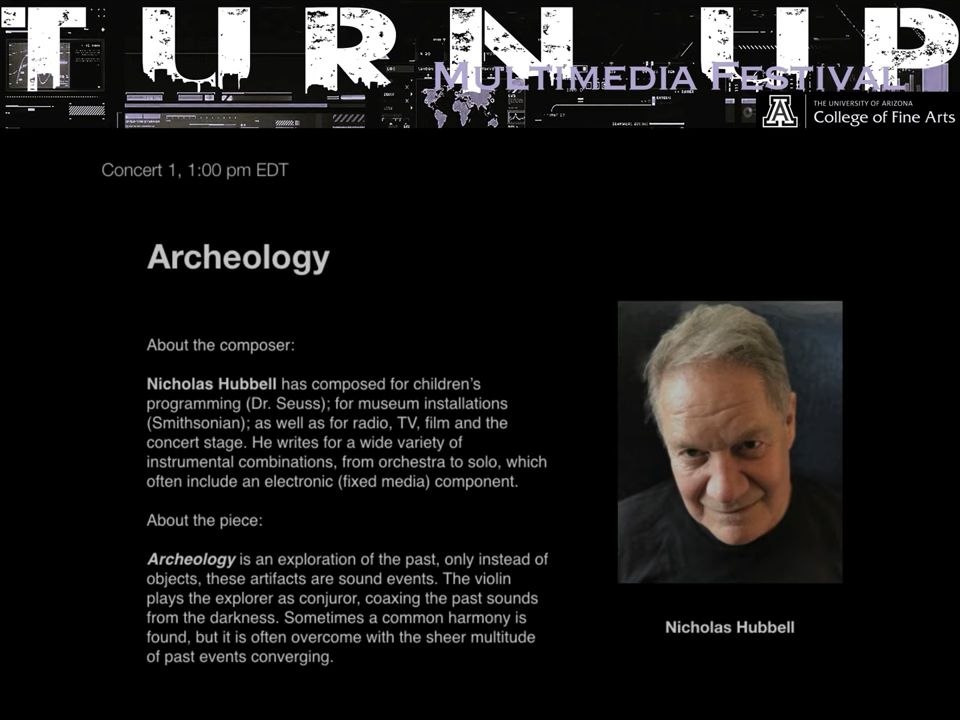 TURN UP
MULTIMEDIA FESTIVAL
THE UNIVERSITY OF ARIZONA
College of Fine Arts
Concert 1, 1:00 pm EDT
Archeology
About the composer:
Nicholas Hubbell has composed for children's
programming (Dr. Seuss); for museum installations
(Smithsonian); as well as for radio, TV, film and the
concert stage. He writes for a wide variety of
instrumental combinations, from orchestra to solo, which
often include an electronic (fixed media) component.
About the piece:
Archeology is an exploration of the past, only instead of
objects, these artifacts are sound events. The violin
plays the explorer as conjuror, coaxing the past sounds
from the darkness. Sometimes a common harmony is
found, but it is often overcome with the sheer multitude
of past events converging.
Nicholas Hubbell